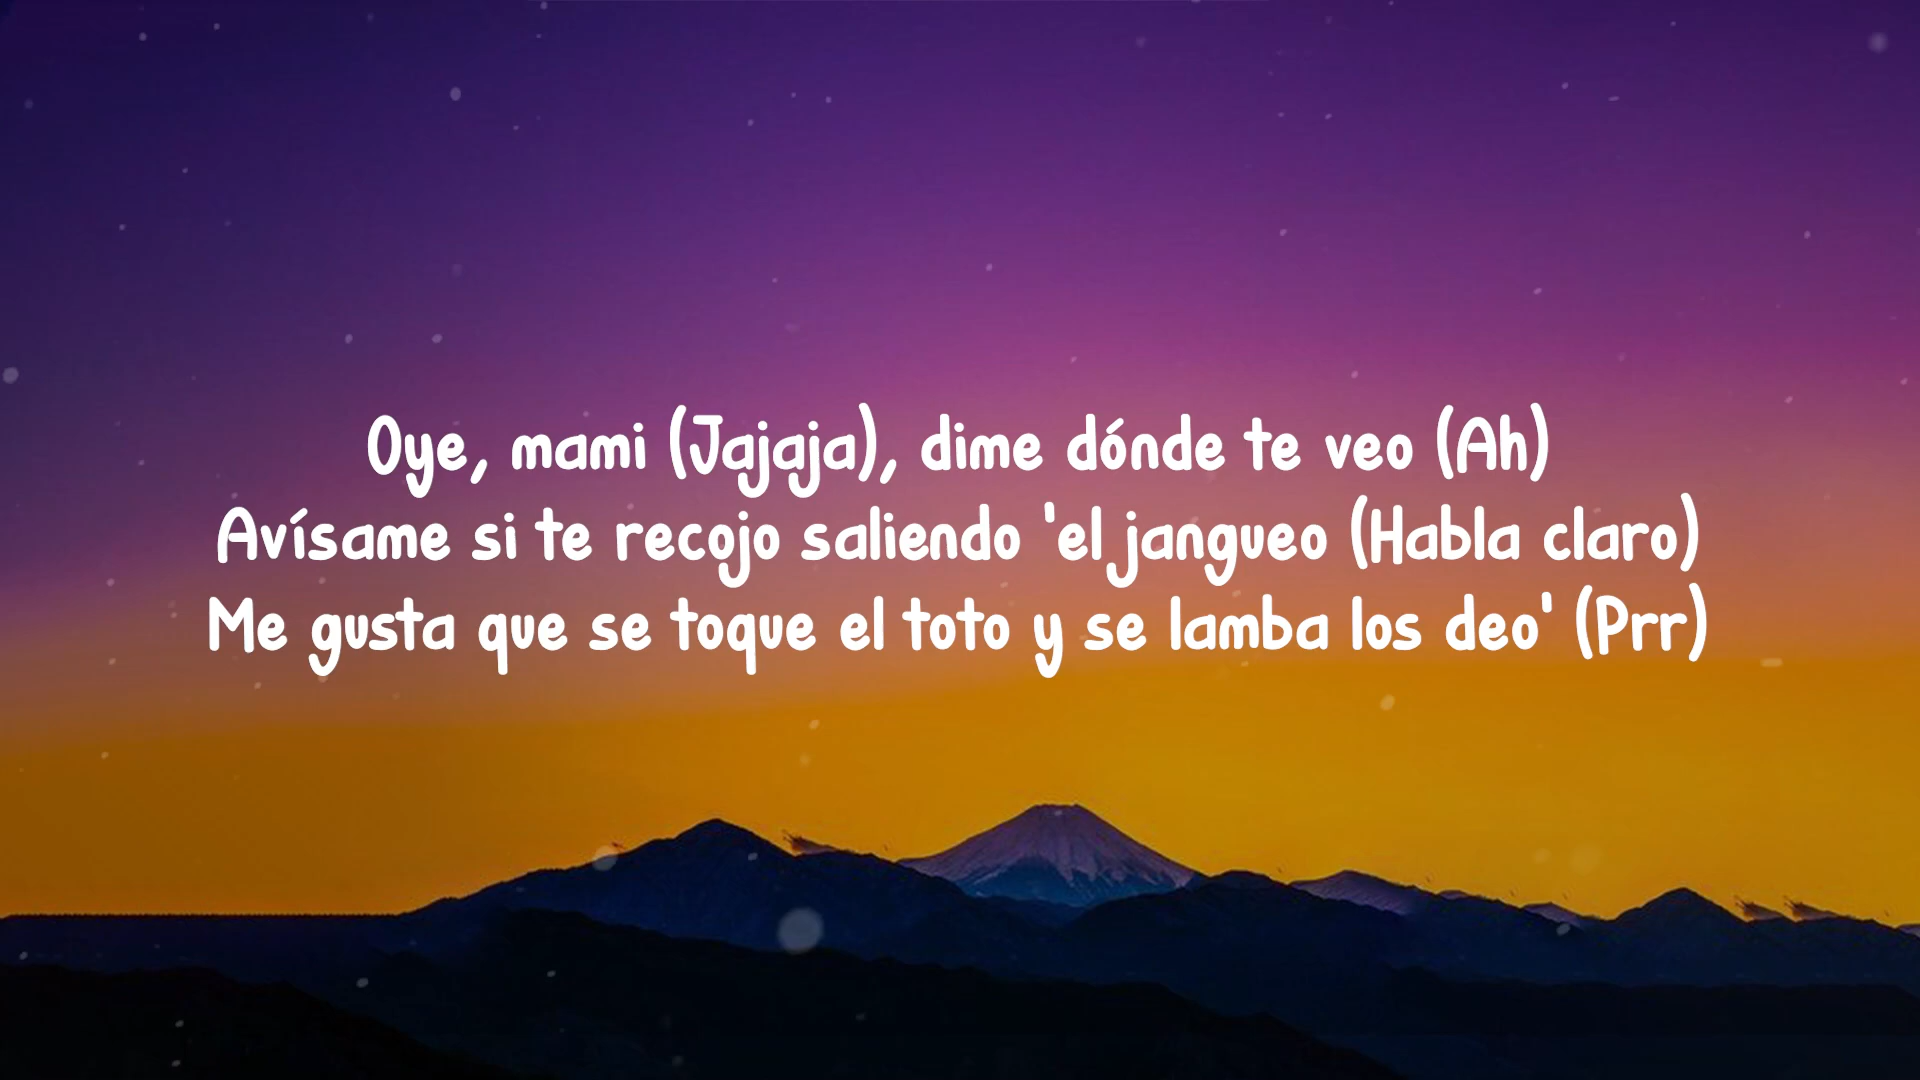 Oye, mami (Jajaja), dime dónde te veo (Ah)
Avísame si te recojo saliendo 'el jangueo (Habla claro)
Me gusta que se toque el toto y se lamba los deo' (Prr)